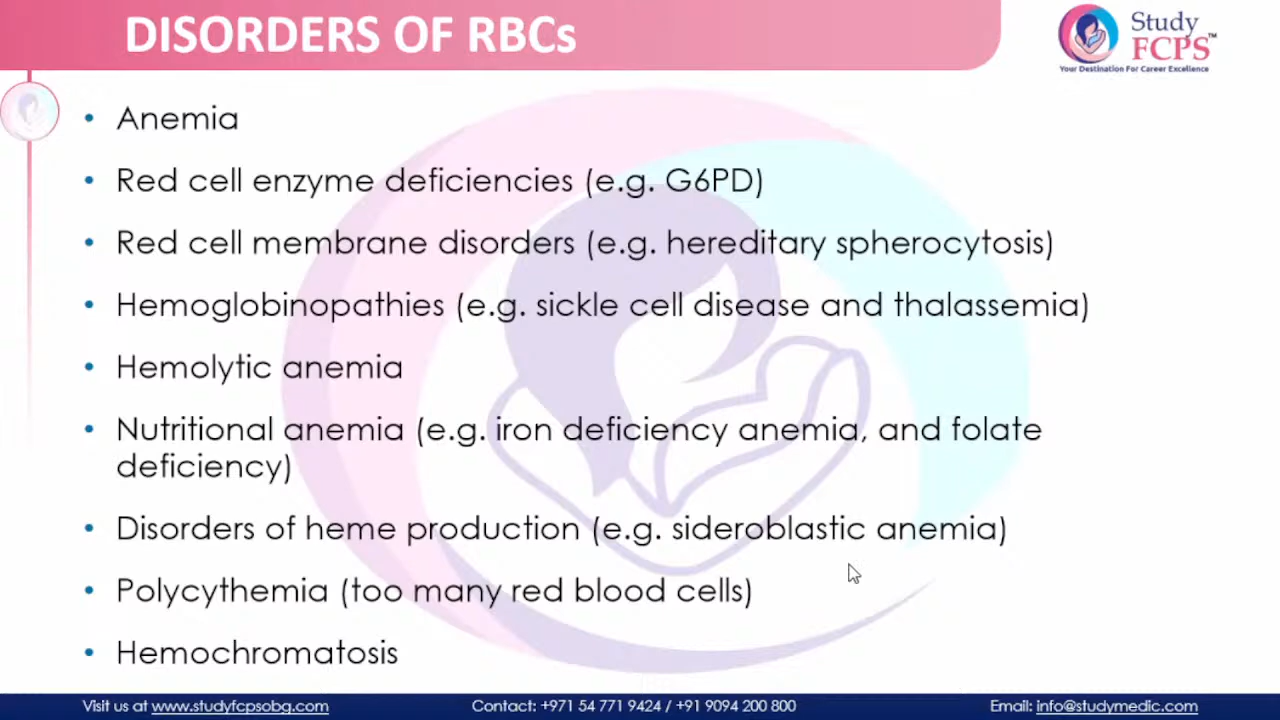 DISORDERS OF RBCs
Study
FCPS™
Your Destination For Career Excellence
• Anemia
• Red cell enzyme deficiencies (e.g. G6PD)
• Red cell membrane disorders (e.g. hereditary spherocytosis)
• Hemoglobinopathies (e.g. sickle cell disease and thalassemia)
• Hemolytic anemia
• Nutritional anemia (e.g. iron deficiency anemia, and folate
deficiency)
• Disorders of heme production (e.g. sideroblastic anemia)
• Polycythemia (too many red blood cells)
• Hemochromatosis
Visit us at www.studyfcpsobg.com Contact: +971 54 771 9424 / +91 9094 200 800 Email: info@studymedic.com